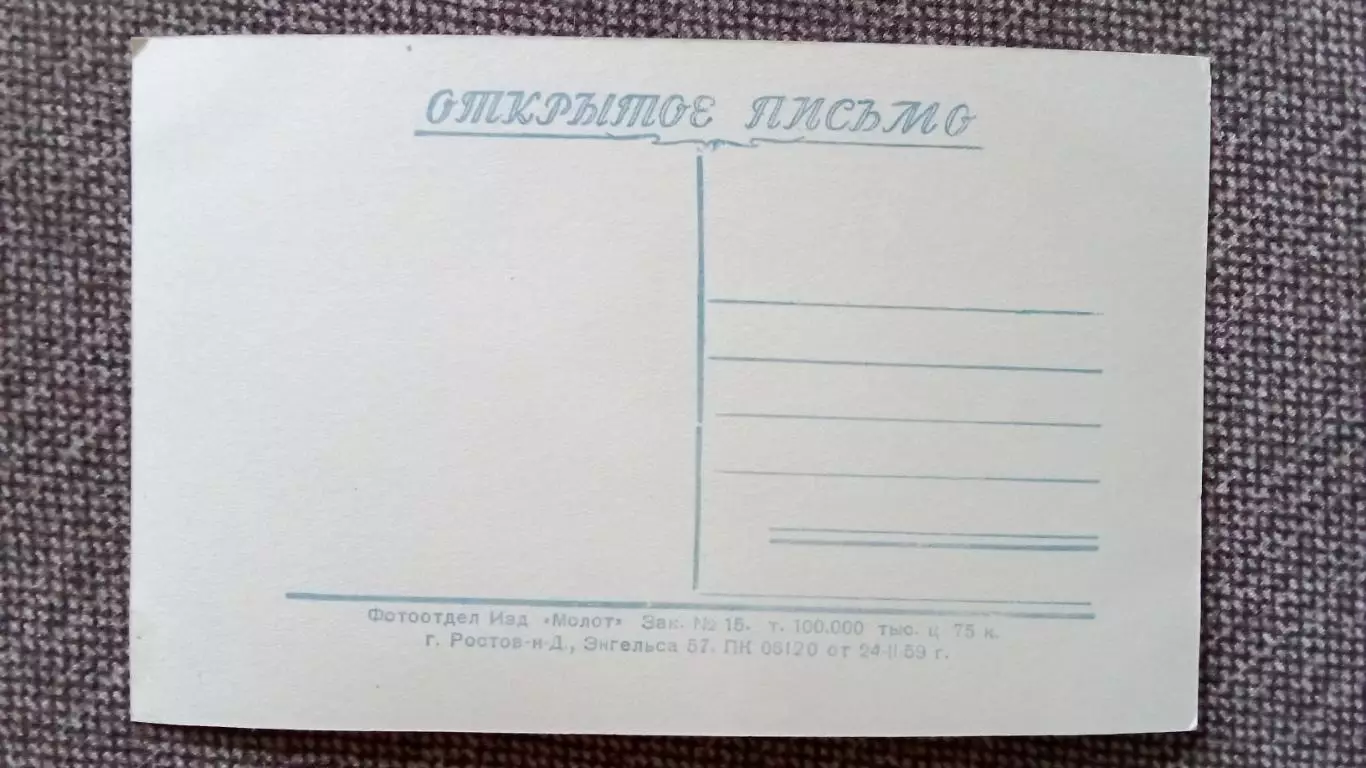 ОТКРЫТОЕ ПИСЬМО
Фотоотдел Изд «Молот» Зак. № 15. т. 100.000 тыс. ц 75 к.
г. Ростов-н-Д., Энгельса 57. ПК 06120 от 24-II-59 г.